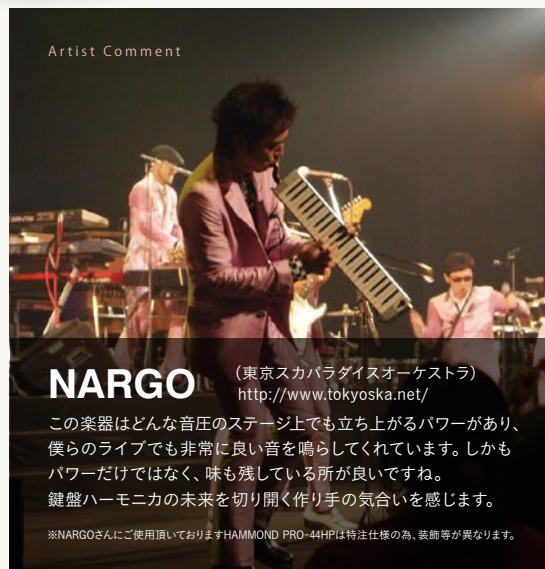 Artist Comment
NARGO
(東京スカパラダイスオーケストラ)
http://www.tokyoska.net/
この楽器はどんな音圧のステージ上でも立ち上がるパワーがあり、
僕らのライブでも非常に良い音を鳴らしてくれています。しかも
パワーだけではなく、味も残している所が良いですね。
鍵盤ハーモニカの未来を切り開く作り手の気合いを感じます。
※NARGOさんにご使用頂いておりますHAMMOND PRO-44HPは特注仕様の為、装飾等が異なります。